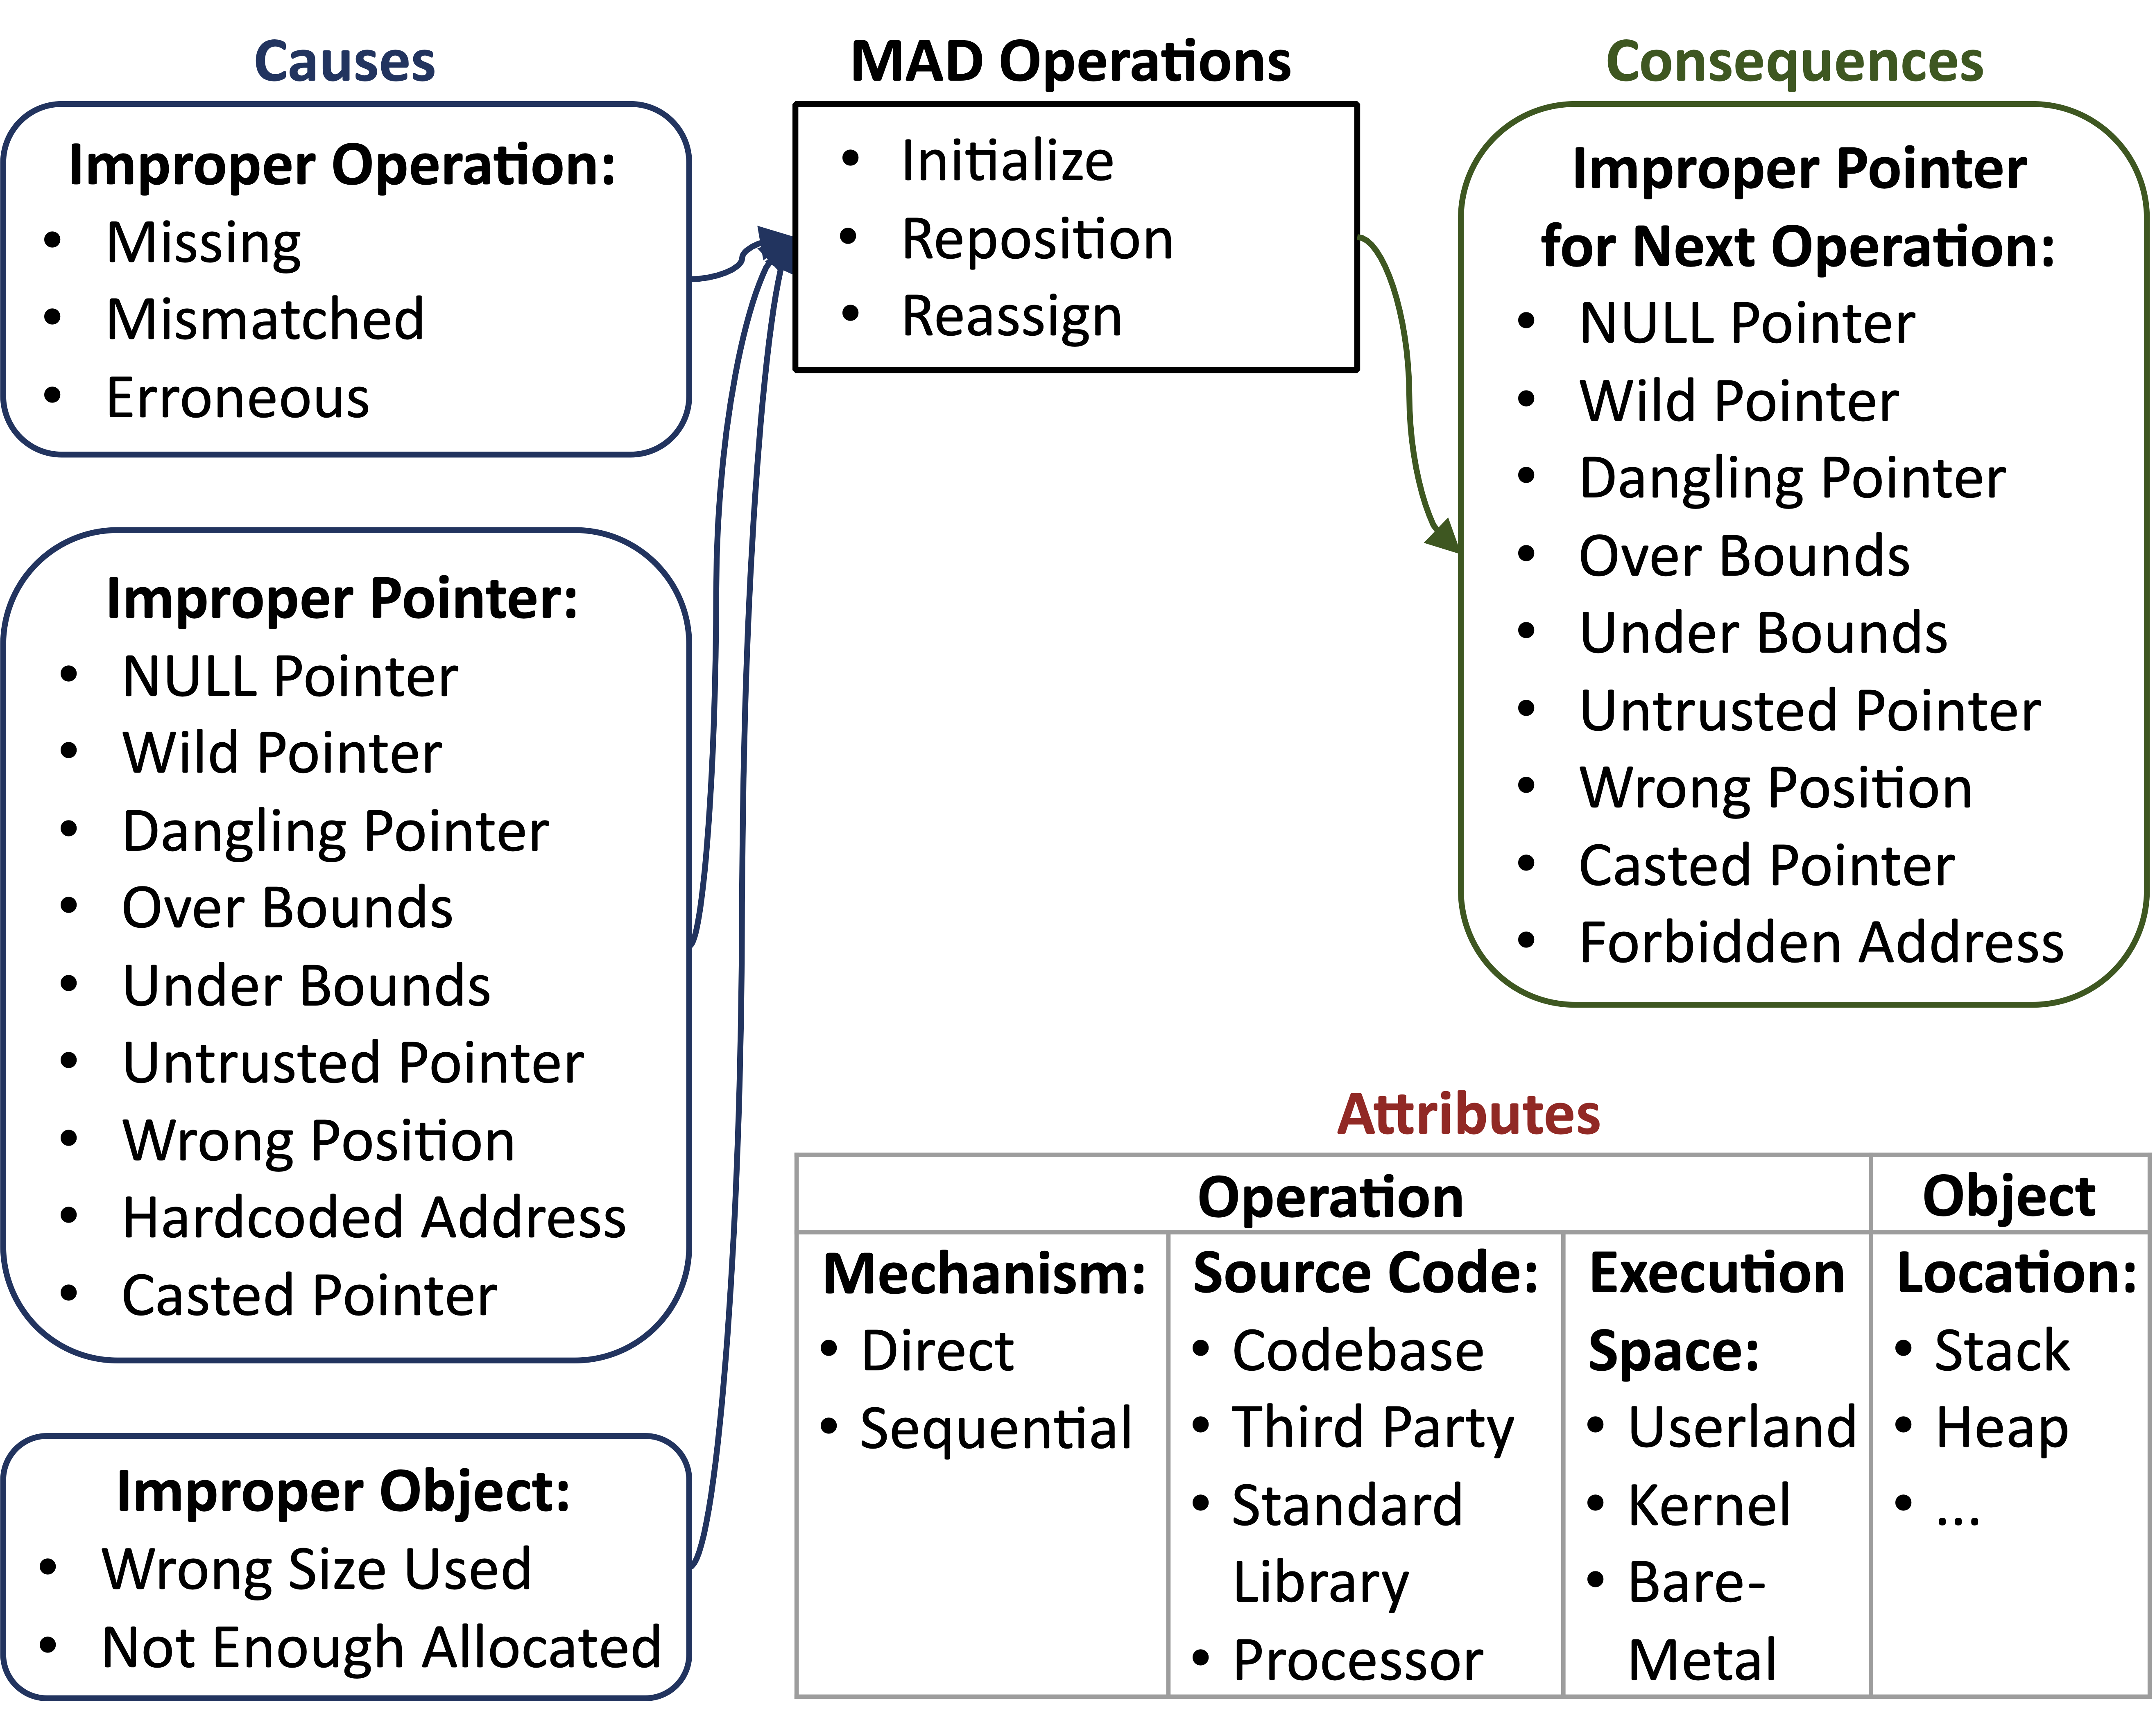 Causes
Improper Operation:
• Missing
• Mismatched
• Erroneous
Improper Pointer:
• NULL Pointer
• Wild Pointer
• Dangling Pointer
• Over Bounds
• Under Bounds
• Untrusted Pointer
• Wrong Position
• Hardcoded Address
• Casted Pointer
Improper Object:
• Wrong Size Used
• Not Enough Allocated
MAD Operations
• Initialize
• Reposition
• Reassign
Consequences
Improper Pointer
for Next Operation:
• NULL Pointer
• Wild Pointer
• Dangling Pointer
• Over Bounds
• Under Bounds
• Untrusted Pointer
• Wrong Position
• Casted Pointer
• Forbidden Address
Attributes
Operation
Object
Mechanism:
• Direct
• Sequential
Source Code:
• Codebase
• Third Party
• Standard
Library
• Processor
Execution
Space:
• Userland
• Kernel
• Bare-
Metal
Location:
• Stack
• Heap
• ...